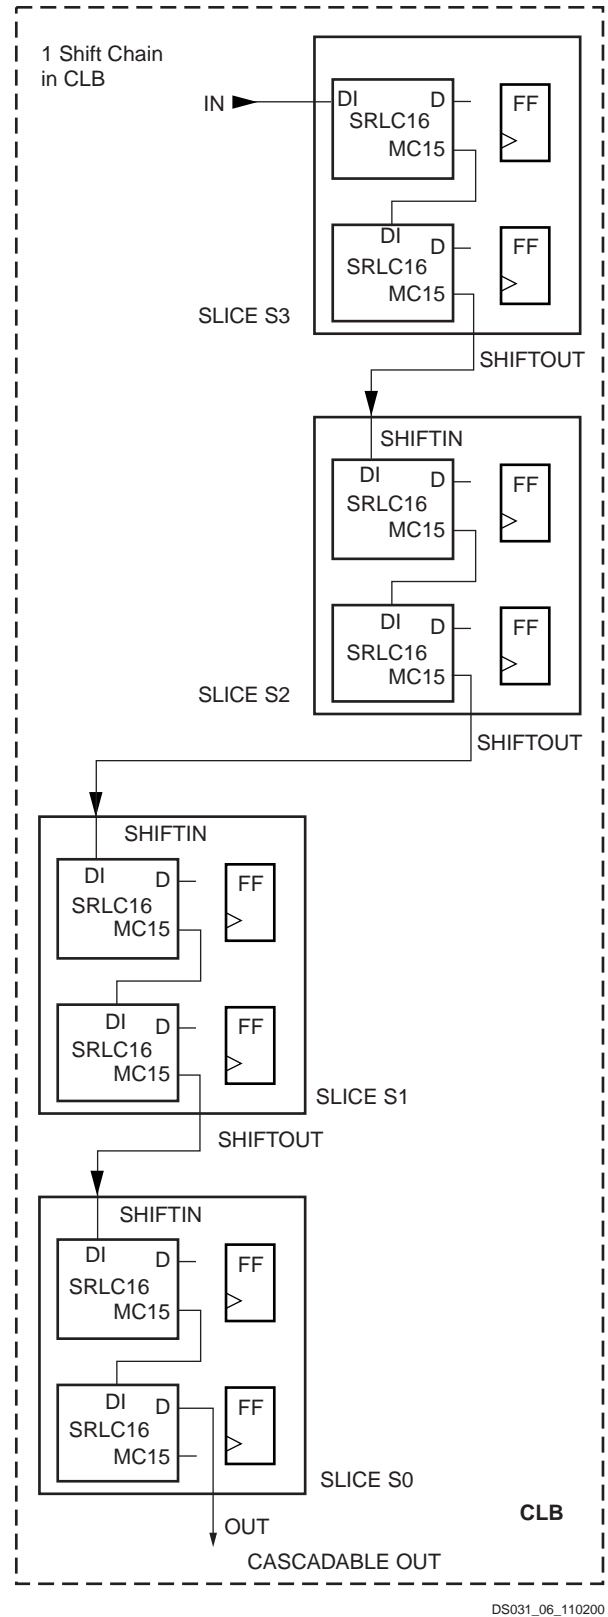 1 Shift Chain
in CLB
IN
DI
D
SRLC16
MC15
FF
DI
D
SRLC16
MC15
FF
SLICE S3
SHIFTOUT
SHIFTIN
DI
D
SRLC16
MC15
FF
DI
D
SRLC16
MC15
FF
SLICE S2
SHIFTOUT
SHIFTIN
DI
D
SRLC16
MC15
FF
DI
D
SRLC16
MC15
FF
SLICE S1
SHIFTOUT
SHIFTIN
DI
D
SRLC16
MC15
FF
DI
D
SRLC16
MC15
FF
SLICE S0
OUT
CLB
CASCADABLE OUT
DS031_06_110200